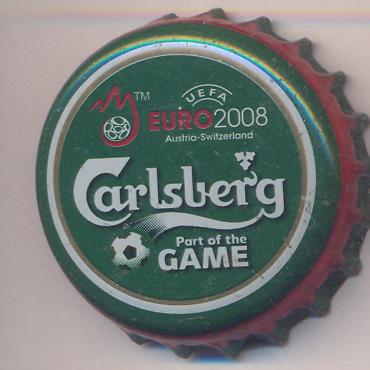 TM
UEFA
EURO2008
Austria-Switzerland
Carlsberg
Part of the
GAME